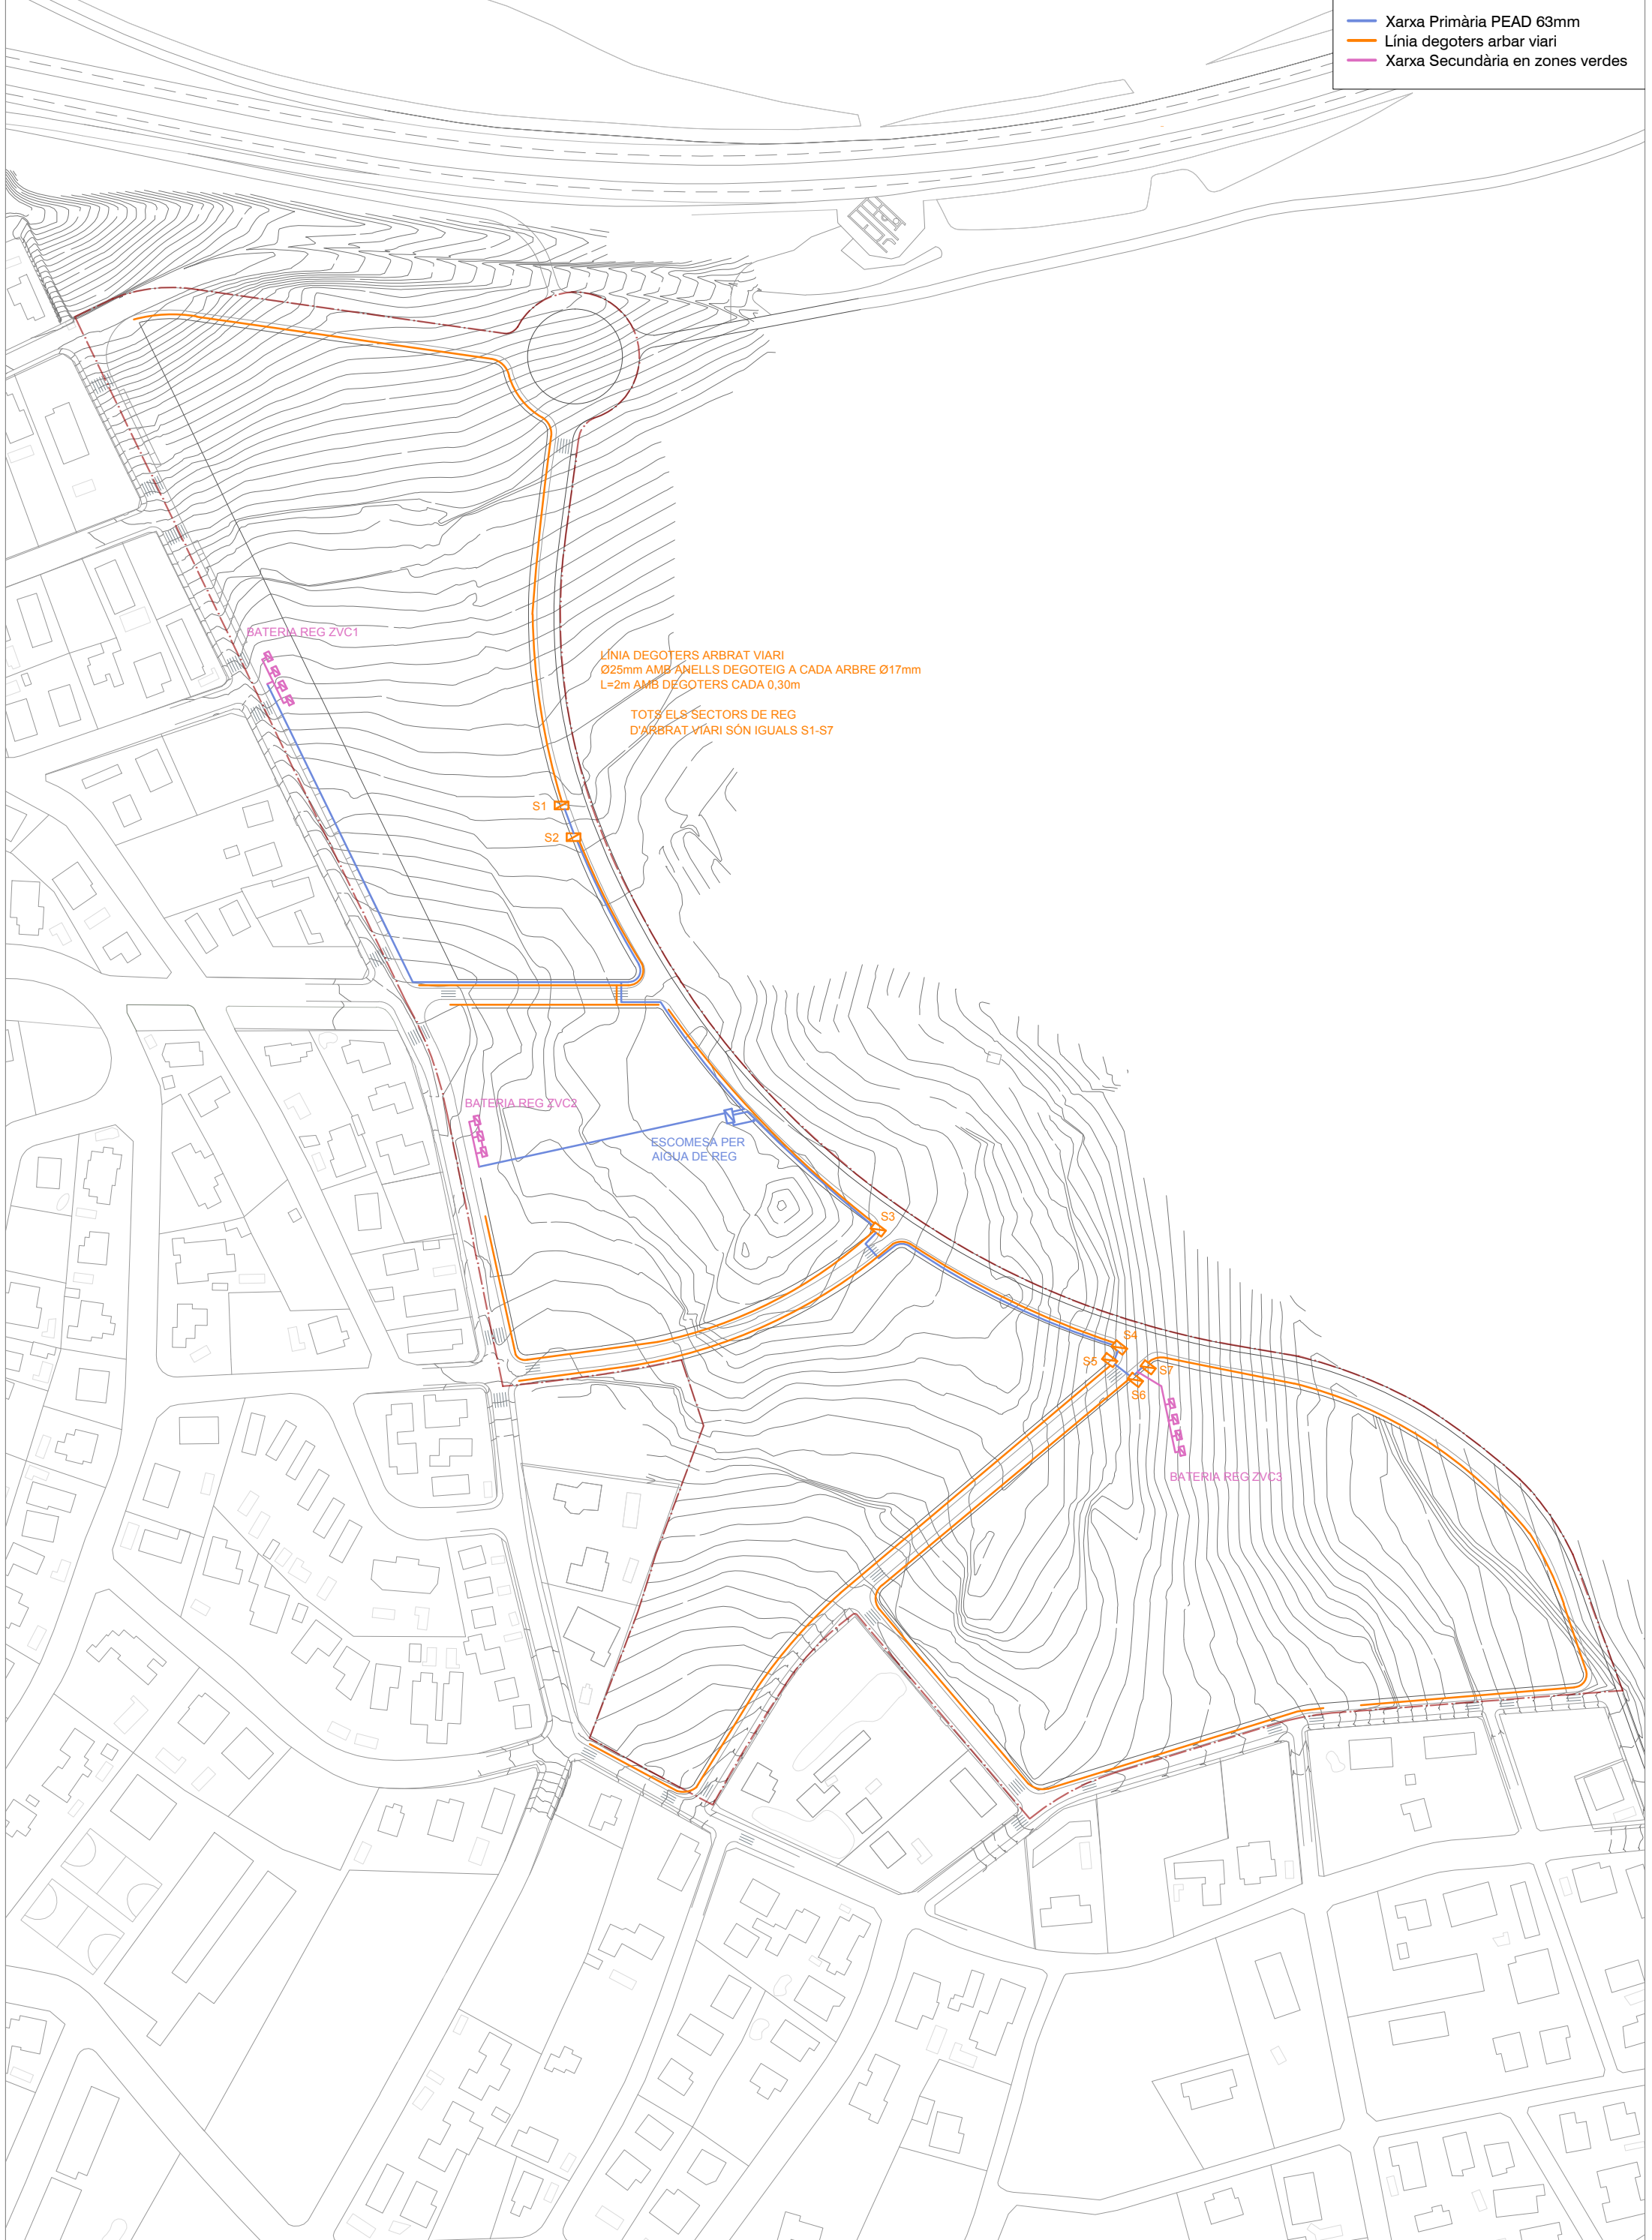 Xarxa Primària PEAD 63mm
Línia degoters arbar viari
Xarxa Secundària en zones verdes
BATERIA REG ZVC1
LÍNIA DEGOTERS ARBRAT VIARI
Ø25mm AMB ANELLS DEGOTEIG A CADA ARBRE Ø17mm
L=2m AMB DEGOTERS CADA 0,30m
TOTS ELS SECTORS DE REG
D'ARBRAT VIARI SÓN IGUALS S1-S7
S1
S2
BATERIA REG ZVC2
ESCOMESA PER
AIGUA DE REG
S3
S4
S5
S7
S6
BATERIA REG ZVC3